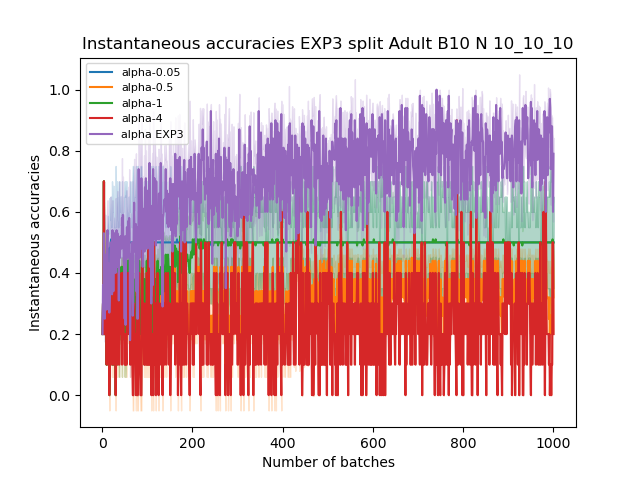 Instantaneous accuracies EXP3 split Adult B10 N 10_10_10
alpha-0.05
alpha-0.5
alpha-1
alpha-4
alpha EXP3
1.0
0.8
0.6
0.4
0.2
0.0
Instantaneous accuracies
0 200 400 600 800 1000
Number of batches